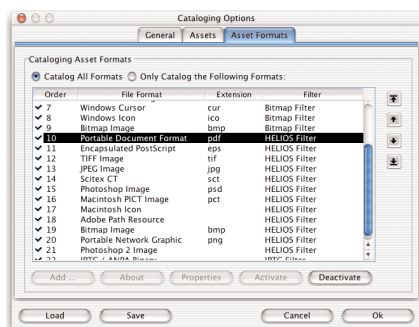 Cataloging Options
General Assets Asset Formats
Cataloging Asset Formats
Catalog All Formats Only Catalog the Following Formats:
Order File Format Extension Filter
7 Windows Cursor cur Bitmap Filter
8 Windows Icon ico Bitmap Filter
9 Bitmap Image bmp Bitmap Filter
10 Portable Document Format pdf HELIOS Filter
11 Encapsulated PostScript eps HELIOS Filter
12 TIFF Image tif HELIOS Filter
13 JPEG Image jpg HELIOS Filter
14 Scitex CT sct HELIOS Filter
15 Photoshop Image psd HELIOS Filter
16 Macintosh PICT Image pct HELIOS Filter
17 Macintosh Icon HELIOS Filter
18 Adobe Path Resource HELIOS Filter
19 Bitmap Image bmp HELIOS Filter
20 Portable Network Graphic png HELIOS Filter
21 Photoshop 2 Image HELIOS Filter
22 IPTC / ANPA Binary IPTC Filter
Add ... About Properties Activate Deactivate
Load Save Cancel Ok